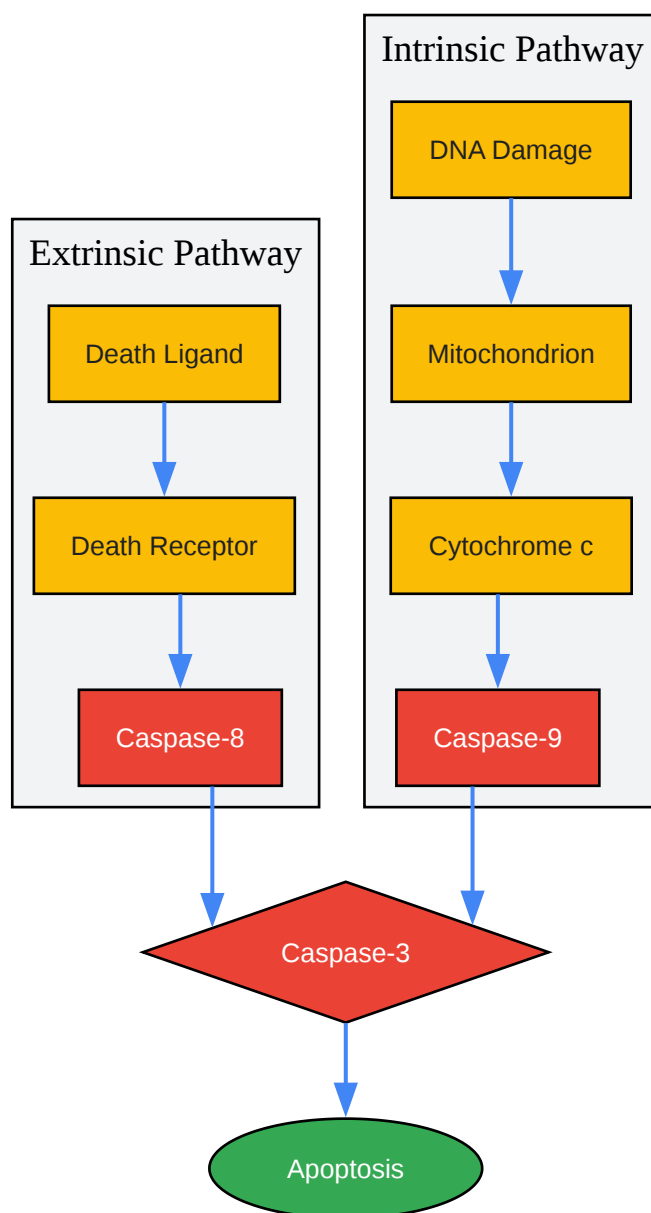 Intrinsic Pathway
DNA Damage
Extrinsic Pathway
Death Ligand
Mitochondrion
Death Receptor
Cytochrome c
Caspase-8
Caspase-9
Caspase-3
Apoptosis